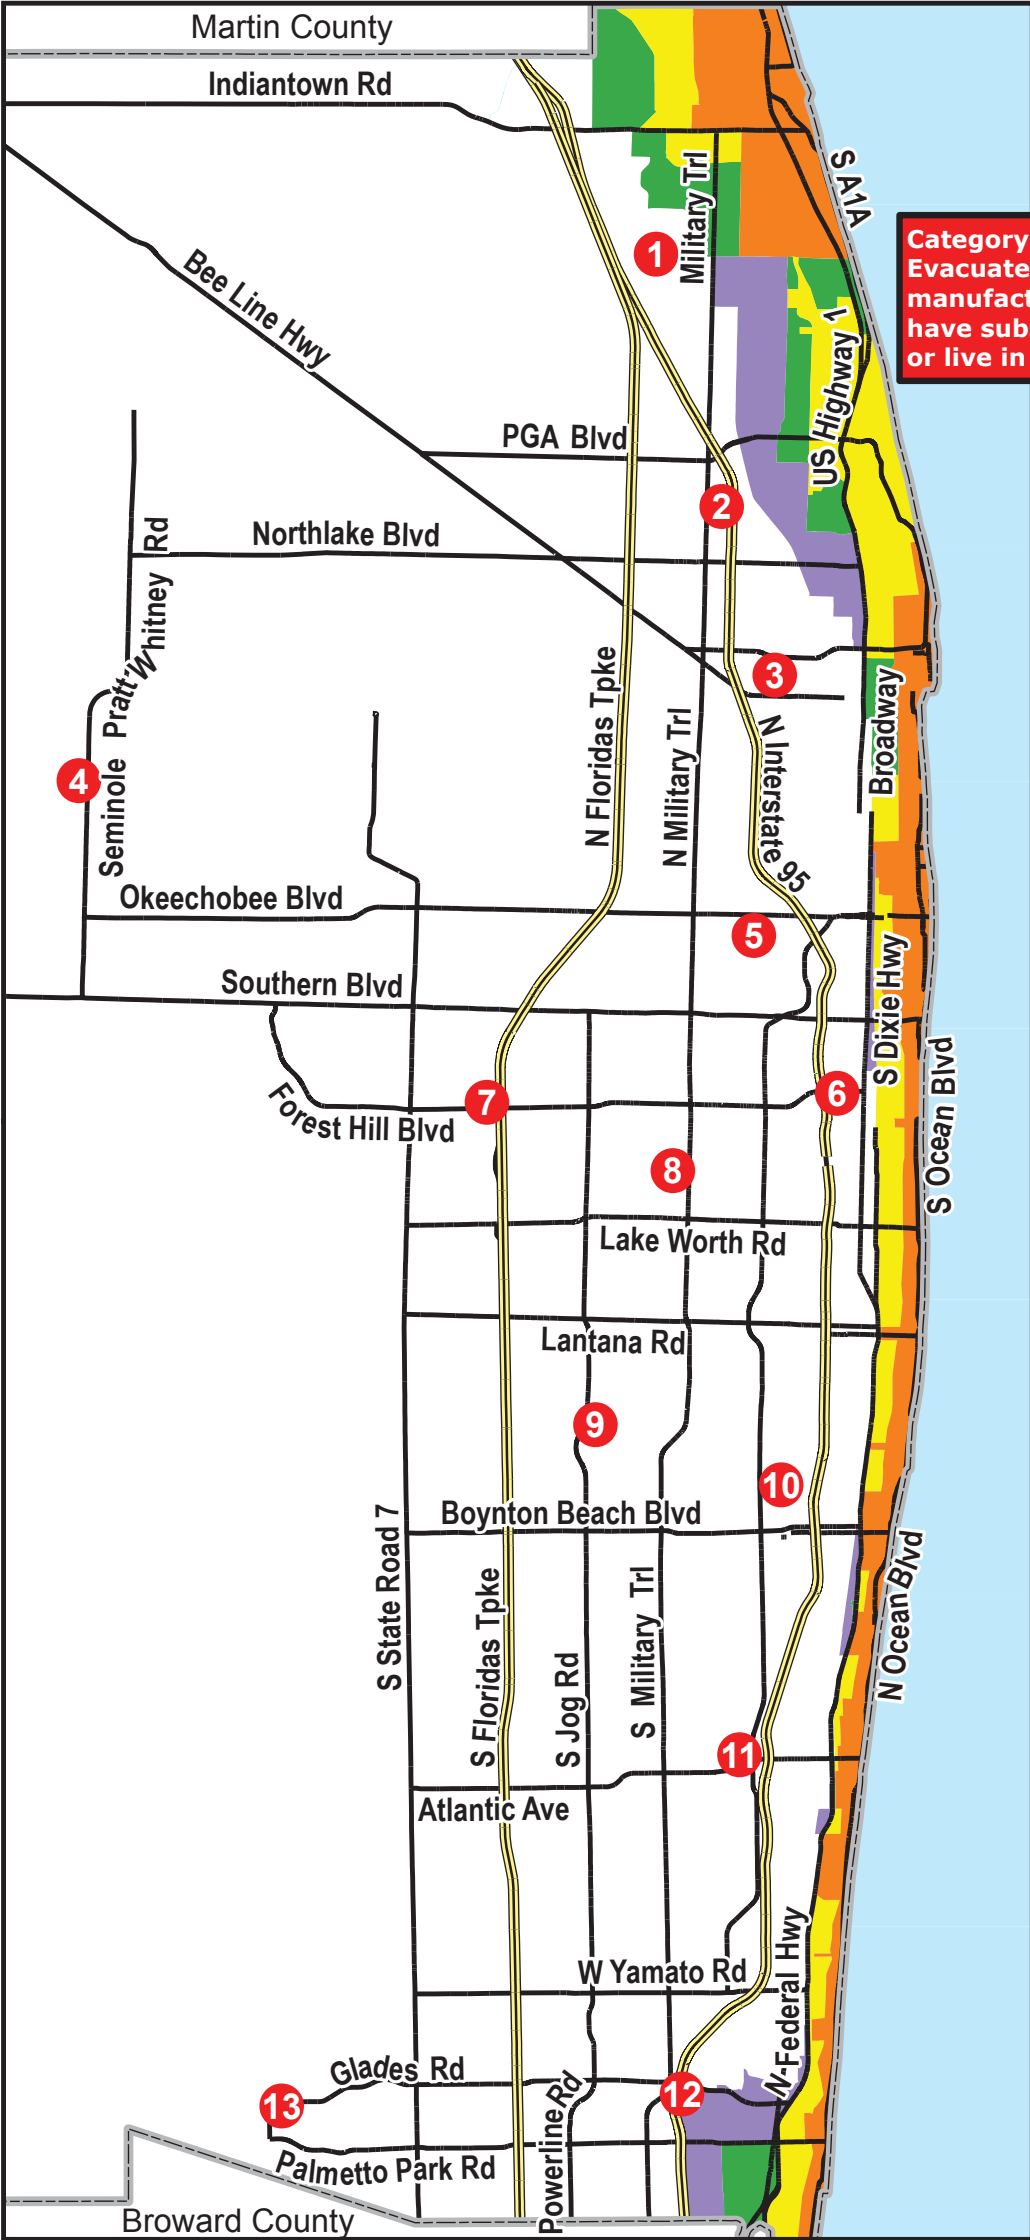 Martin County
Indiantown Rd
Military Trl
S A1A
1
Category
Evacuate
manufact
have sub
or live in
Bee Line Hwy
US Highway 1
PGA Blvd
2
Northlake Blvd
Seminole Pratt Whitney Rd
3
N Floridas Tpke
N Military Trl
N Interstate 95
Broadway
4
Okeechobee Blvd
5
Southern Blvd
S Dixie Hwy
S Ocean Blvd
7
6
Forest Hill Blvd
8
Lake Worth Rd
Lantana Rd
9
10
Boynton Beach Blvd
S State Road 7
S Floridas Tpke
S Jog Rd
S Military Trl
N Ocean Blvd
11
Atlantic Ave
W Yamato Rd
N Federal Hwy
Glades Rd
12
13
Powerline Rd
Palmetto Park Rd
Broward County